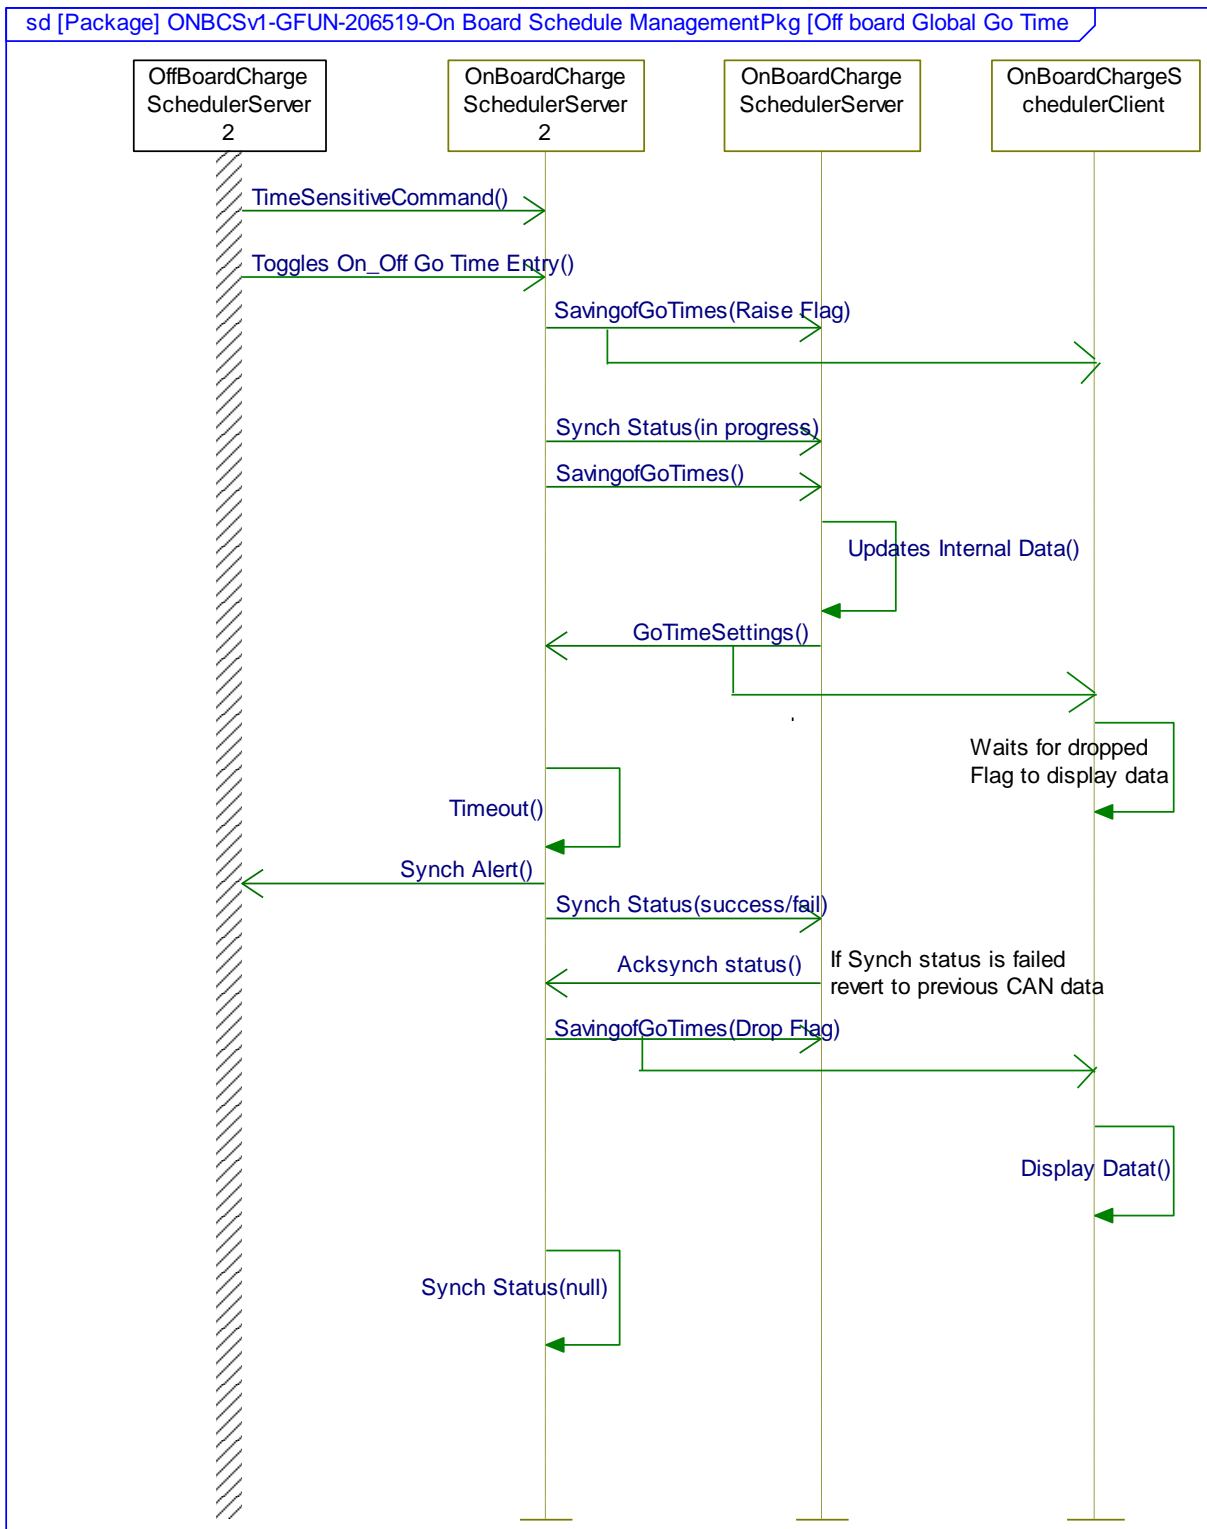 sd [Package] ONBCSv1-GFUN-206519-On Board Schedule ManagementPkg [Off board Global Go Time
OffBoardCharge
SchedulerServer
2
OnBoardCharge
SchedulerServer
2
OnBoardCharge
SchedulerServer
OnBoardChargeS
chedulerClient
TimeSensitiveCommand()
Toggles On_Off Go Time Entry()
SavingofGoTimes(Raise Flag)
Synch Status(in progress)
SavingofGoTimes()
Updates Internal Data()
GoTimeSettings()
Waits for dropped
Flag to display data
Timeout()
Synch Alert()
Synch Status(success/fail)
Acksynch status()
If Synch status is failed
revert to previous CAN data
SavingofGoTimes(Drop Flag)
Display Datat()
Synch Status(null)